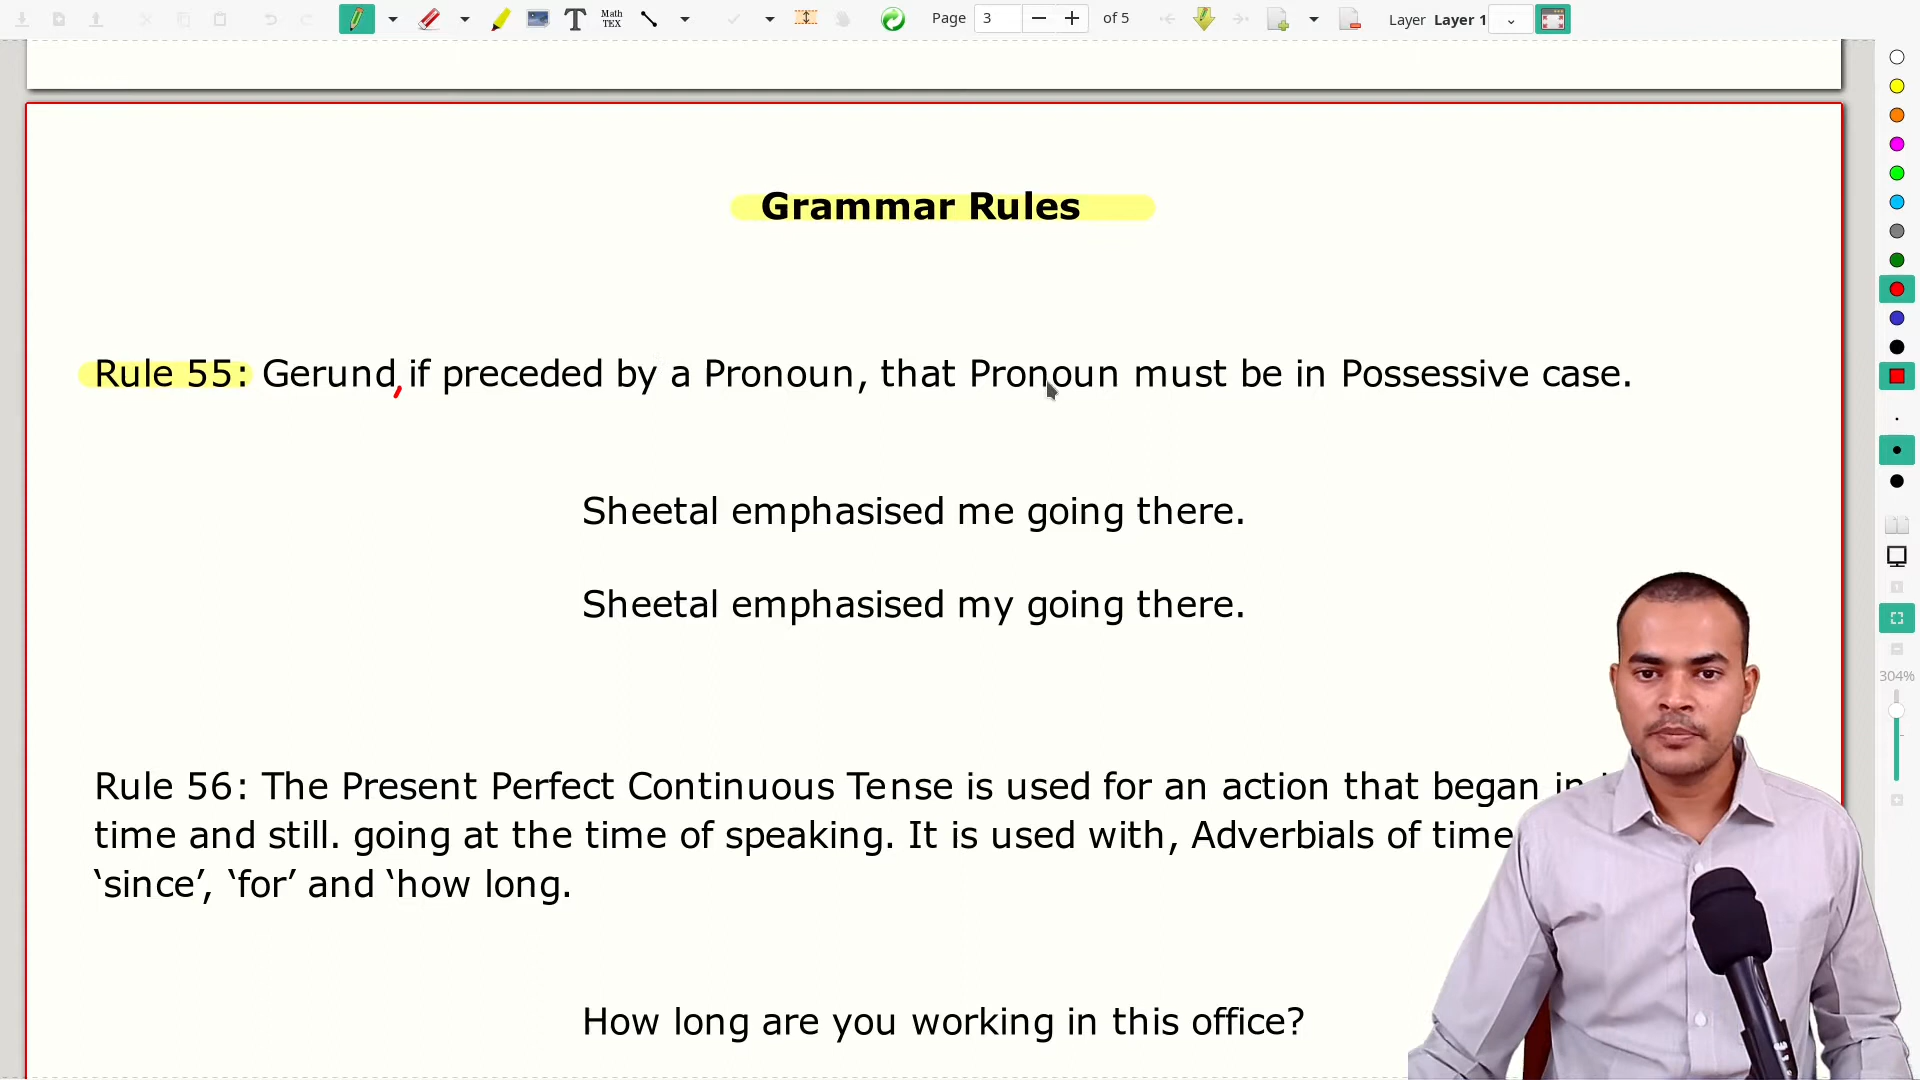 Page 3 of 5 Layer Layer 1
Math
TEX
Grammar Rules
Rule 55: Gerund, if preceded by a Pronoun, that Pronoun must be in Possessive case.
Sheetal emphasised me going there.
Sheetal emphasised my going there.
304%
Rule 56: The Present Perfect Continuous Tense is used for an action that began in
time and still. going at the time of speaking. It is used with, Adverbials of time
‘since’, ‘for’ and ‘how long.
How long are you working in this office?